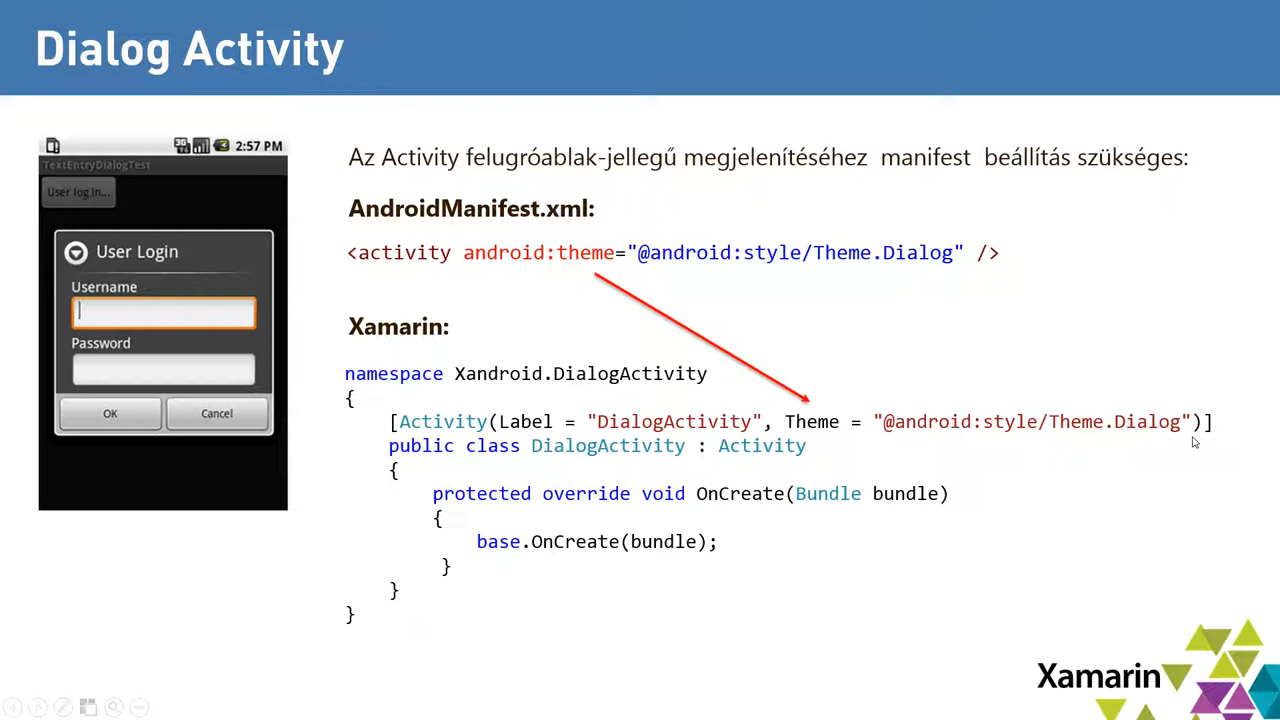 Dialog Activity
2:57 PM
TextEntryDialogTest
User log in...
User Login
Username
Password
OK
Cancel
Az Activity felugróablak-jellegű megjelenítéséhez manifest beállítás szükséges:
AndroidManifest.xml:
<activity android:theme="@android:style/Theme.Dialog" />
Xamarin:
namespace Xandroid.DialogActivity
{
[Activity(Label = "DialogActivity", Theme = "@android:style/Theme.Dialog")]
public class DialogActivity : Activity
{
protected override void OnCreate(Bundle bundle)
{
base.OnCreate(bundle);
}
}
}
Xamarin